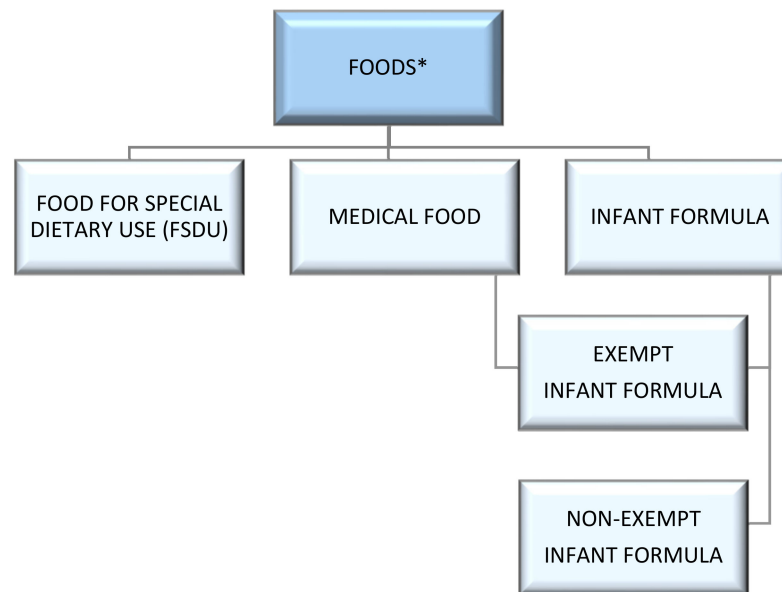 FOODS*
FOOD FOR SPECIAL
DIETARY USE (FSDU)
MEDICAL FOOD
INFANT FORMULA
EXEMPT
INFANT FORMULA
NON-EXEMPT
INFANT FORMULA